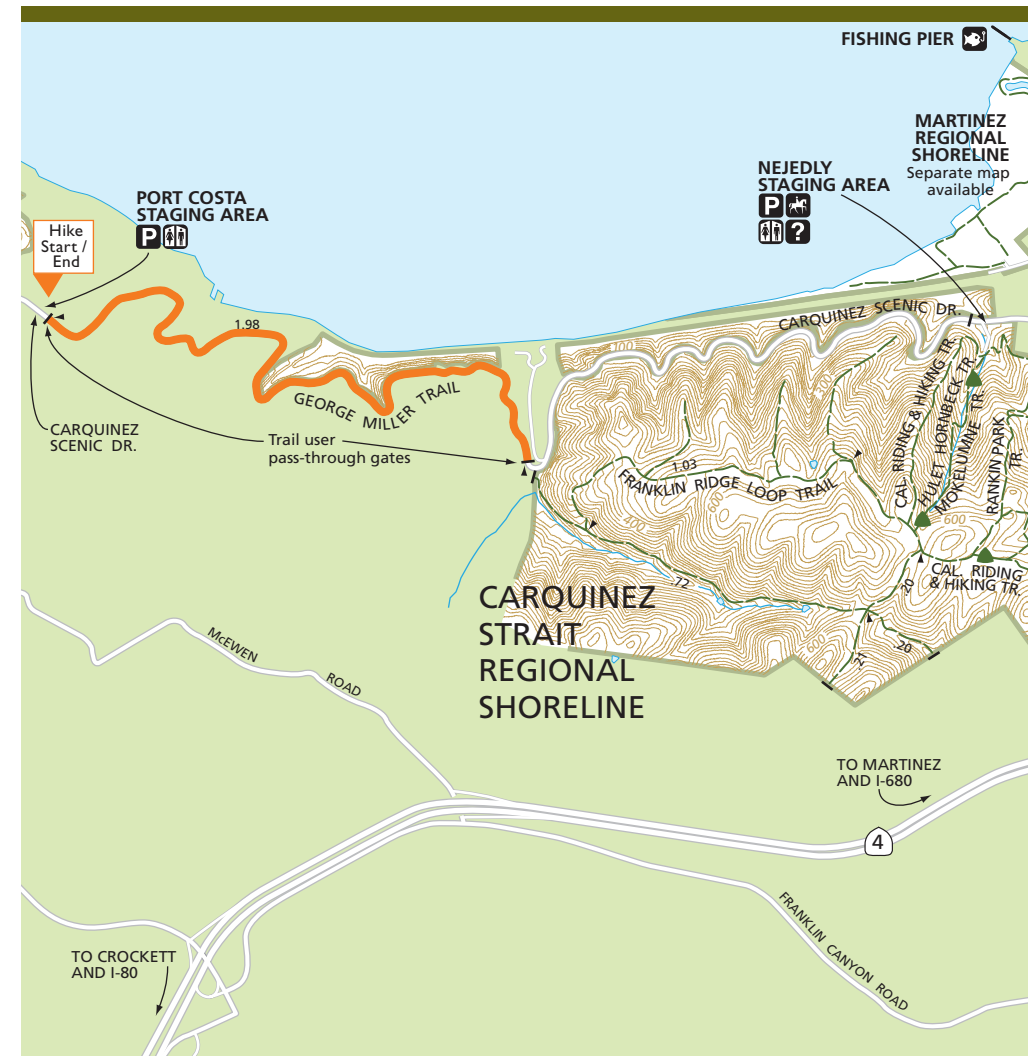 FISHING PIER
MARTINEZ
REGIONAL
SHORELINE
Separate map
available
NEJEDLY
STAGING AREA
P
?
PORT COSTA
STAGING AREA
P
Hike
Start /
End
1.98
CARQUINEZ SCENIC DR.
100
500
GEORGE MILLER TRAIL
CARQUINEZ
SCENIC DR.
Trail user
pass-through gates
1.03
FRANKLIN RIDGE LOOP TRAIL
CAL. RIDING & HIKING TR.
HULET HORNBECK TR.
MOKELUMNE TR.
RANKIN PARK
TR.
400
600
600
CAL. RIDING
& HIKING TR.
.72
.20
.20
.21
600
CARQUINEZ
STRAIT
REGIONAL
SHORELINE
McEWEN ROAD
TO MARTINEZ
AND I-680
4
FRANKLIN CANYON ROAD
TO CROCKETT
AND I-80